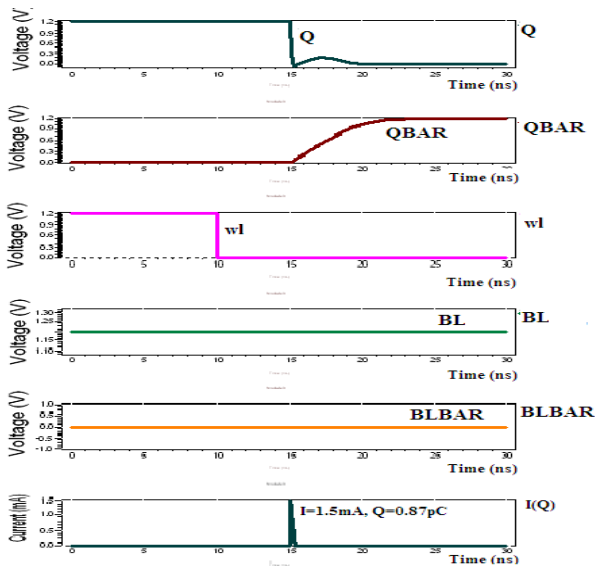 Voltage (V)
1.2
0.9
0.6
0.3
0.0
Q
Q
0 5 10 15 20 25 30
Time (ns)
Voltage (V)
1.2
0.9
0.6
0.3
0.0
QBAR
QBAR
0 5 10 15 20 25 30
Time (ns)
Voltage (V)
1.2
0.9
0.6
0.3
0.0
wl
wl
0 5 10 15 20 25 30
Time (ns)
Voltage (V)
1.30
1.25
1.15
1.10
BL
BL
0 5 10 15 20 25 30
Time (ns)
Voltage (V)
1.0
0.5
0.0
-0.5
-1.0
BLBAR
BLBAR
0 5 10 15 20 25 30
Time (ns)
Current (mA)
1.5
0.5
0.0
I=1.5mA, Q=0.87pC
I(Q)
0 5 10 15 20 25 30
Time (ns)